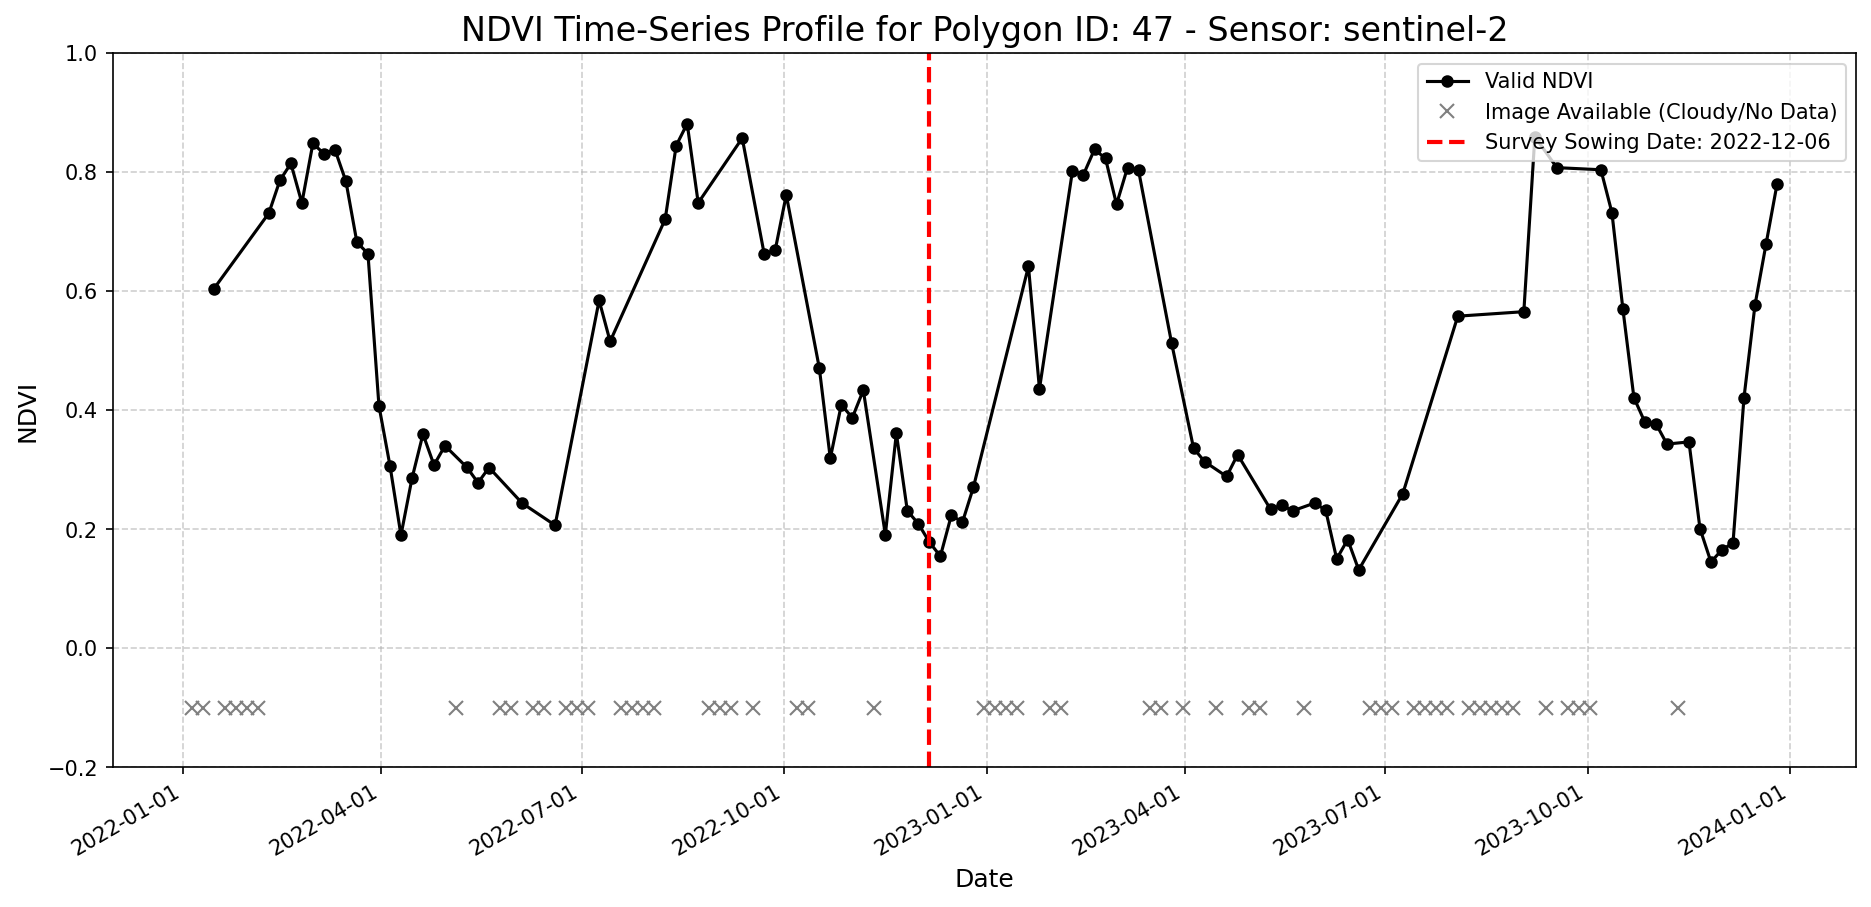 NDVI Time-Series Profile for Polygon ID: 47 - Sensor: sentinel-2
Valid NDVI
Image Available (Cloudy/No Data)
Survey Sowing Date: 2022-12-06
NDVI
1.0
0.8
0.6
0.4
0.2
0.0
−0.2
2022-01-01
2022-04-01
2022-07-01
2022-10-01
2023-01-01
2023-04-01
2023-07-01
2023-10-01
2024-01-01
Date